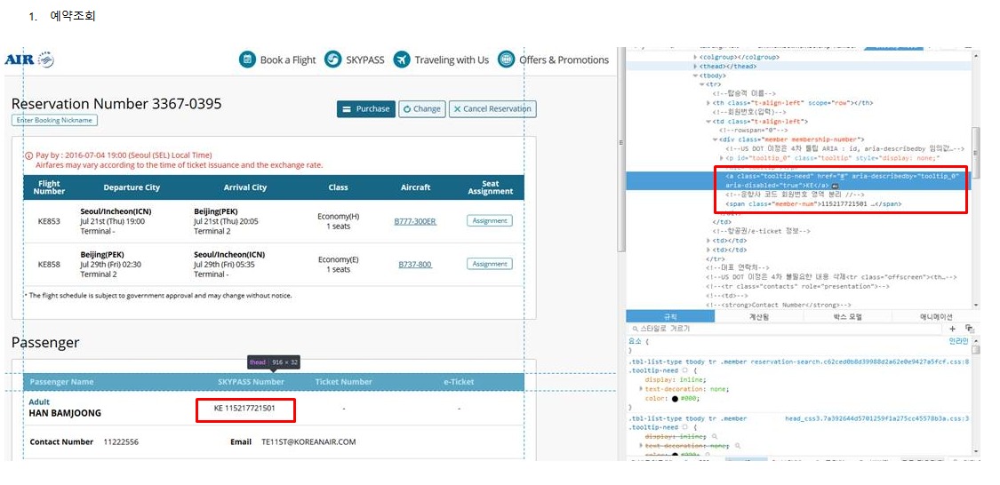 1. 예약조회
AIR
Book a Flight
SKYPASS
Traveling with Us
Offers & Promotions
Reservation Number 3367-0395
Enter Booking Nickname
Purchase
Change
Cancel Reservation
Pay by : 2016-07-04 19:00 (Seoul (SEL) Local Time)
Airfares may vary according to the time of ticket issuance and the exchange rate.
Flight Number
Departure City
Arrival City
Class
Aircraft
Seat Assignment
KE853
Seoul/Incheon(ICN)
Jul 21st (Thu) 19:00
Terminal -
Beijing(PEK)
Jul 21st (Thu) 20:05
Terminal 2
Economy(H)
1 seats
B777-300ER
Assignment
KE858
Beijing(PEK)
Jul 29th (Fri) 02:30
Terminal 2
Seoul/Incheon(ICN)
Jul 29th (Fri) 05:35
Terminal -
Economy(E)
1 seats
B737-800
Assignment
* The flight schedule is subject to government approval and may change without notice.
Passenger
thead | 916 × 32
Passenger Name
SKYPASS Number
Ticket Number
e-Ticket
Adult
HAN BAMJOONG
KE 115217721501
-
-
Contact Number 11222556
Email TE11ST@KOREANAIR.COM
<colgroup></colgroup>
<thead></thead>
<tbody>
<tr>
<!--탑승객 이름-->
<th class="t-align-left" scope="row"></th>
<!--회원번호(입력)-->
<td class="t-align-left">
<!--rowspan="0"-->
<div class="member membership-number">
<!--US DOT 미정은 4차 툴팁 ARIA : id, aria-describedby 임의값…-->
<p id="tooltip_0" class="tooltip" style="display: none;"
<a class="tooltip-need" href="#" aria-describedby="tooltip_0"
aria-disabled="true">KE</a>
<!--운항사 코드 회원번호 영역 분리 //-->
<span class="member-num">115217721501 …</span>
</td>
<!--항공권/e-ticket 정보-->
<td></td>
<td></td>
</tr>
<!--대표 연락처-->
<!--US DOT 미정은 4차 불필요한 내용 삭제<tr class="offscreen"><th…-->
<!--<tr class="contacts" role="presentation">-->
<!--<td>-->
<!--<strong>Contact Number</strong>-->
규칙
계산됨
박스 모델
애니메이션
스타일로 거르기
요소 {
인라인
}
.tbl-list-type tbody tr .member reservation-search.c62ced0b8d39988d2a62e0e9427a5fcf.css:8
.tooltip-need {
display: inline;
text-decoration: none;
color: #000;
}
.tbl-list-type tbody tr .member head_css3.7a392644d5701259f1a275cc45578b3a.css:3
.tooltip-need {
display: inline;
text-decoration: none;
color: #000;